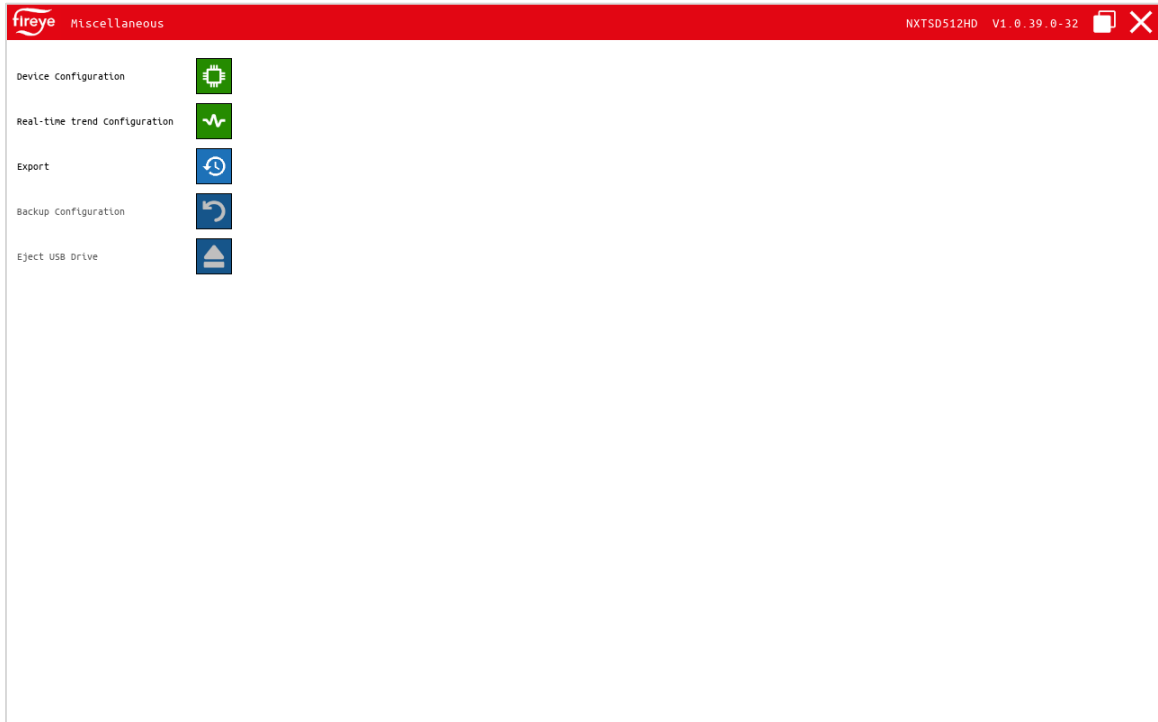 fireye Miscellaneous NXTSD512HD V1.0.39.0-32
Device Configuration
Real-time trend Configuration
Export
Backup Configuration
Eject USB Drive